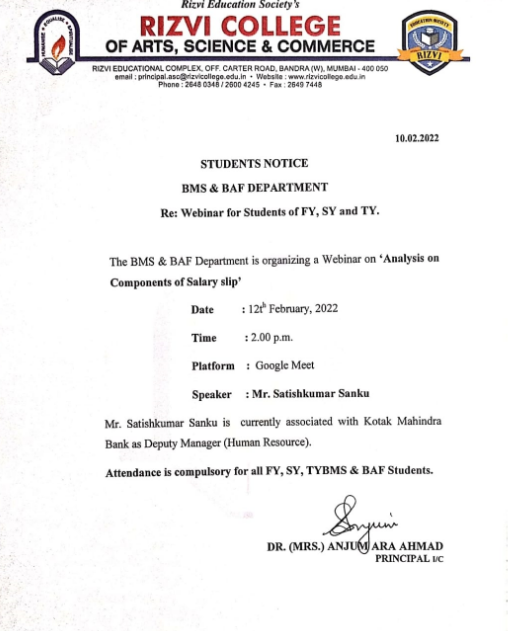 Rizvi Education Society's
RIZVI COLLEGE
OF ARTS, SCIENCE & COMMERCE
RIZVI EDUCATIONAL COMPLEX, OFF. CARTER ROAD, BANDRA (W), MUMBAI - 400 050
email : principal.asc@rizvicollege.edu.in • Website : www.rizvicollege.edu.in
Phone : 2648 0348 / 2600 4245 • Fax : 2649 7448
EDUCATION SOCIETY'S
RIZVI
10.02.2022
STUDENTS NOTICE
BMS & BAF DEPARTMENT
Re: Webinar for Students of FY, SY and TY.
The BMS & BAF Department is organizing a Webinar on ‘Analysis on
Components of Salary slip’
Date : 12th February, 2022
Time : 2.00 p.m.
Platform : Google Meet
Speaker : Mr. Satishkumar Sanku
Mr. Satishkumar Sanku is currently associated with Kotak Mahindra
Bank as Deputy Manager (Human Resource).
Attendance is compulsory for all FY, SY, TYBMS & BAF Students.
DR. (MRS.) ANJUM ARA AHMAD
PRINCIPAL I/C